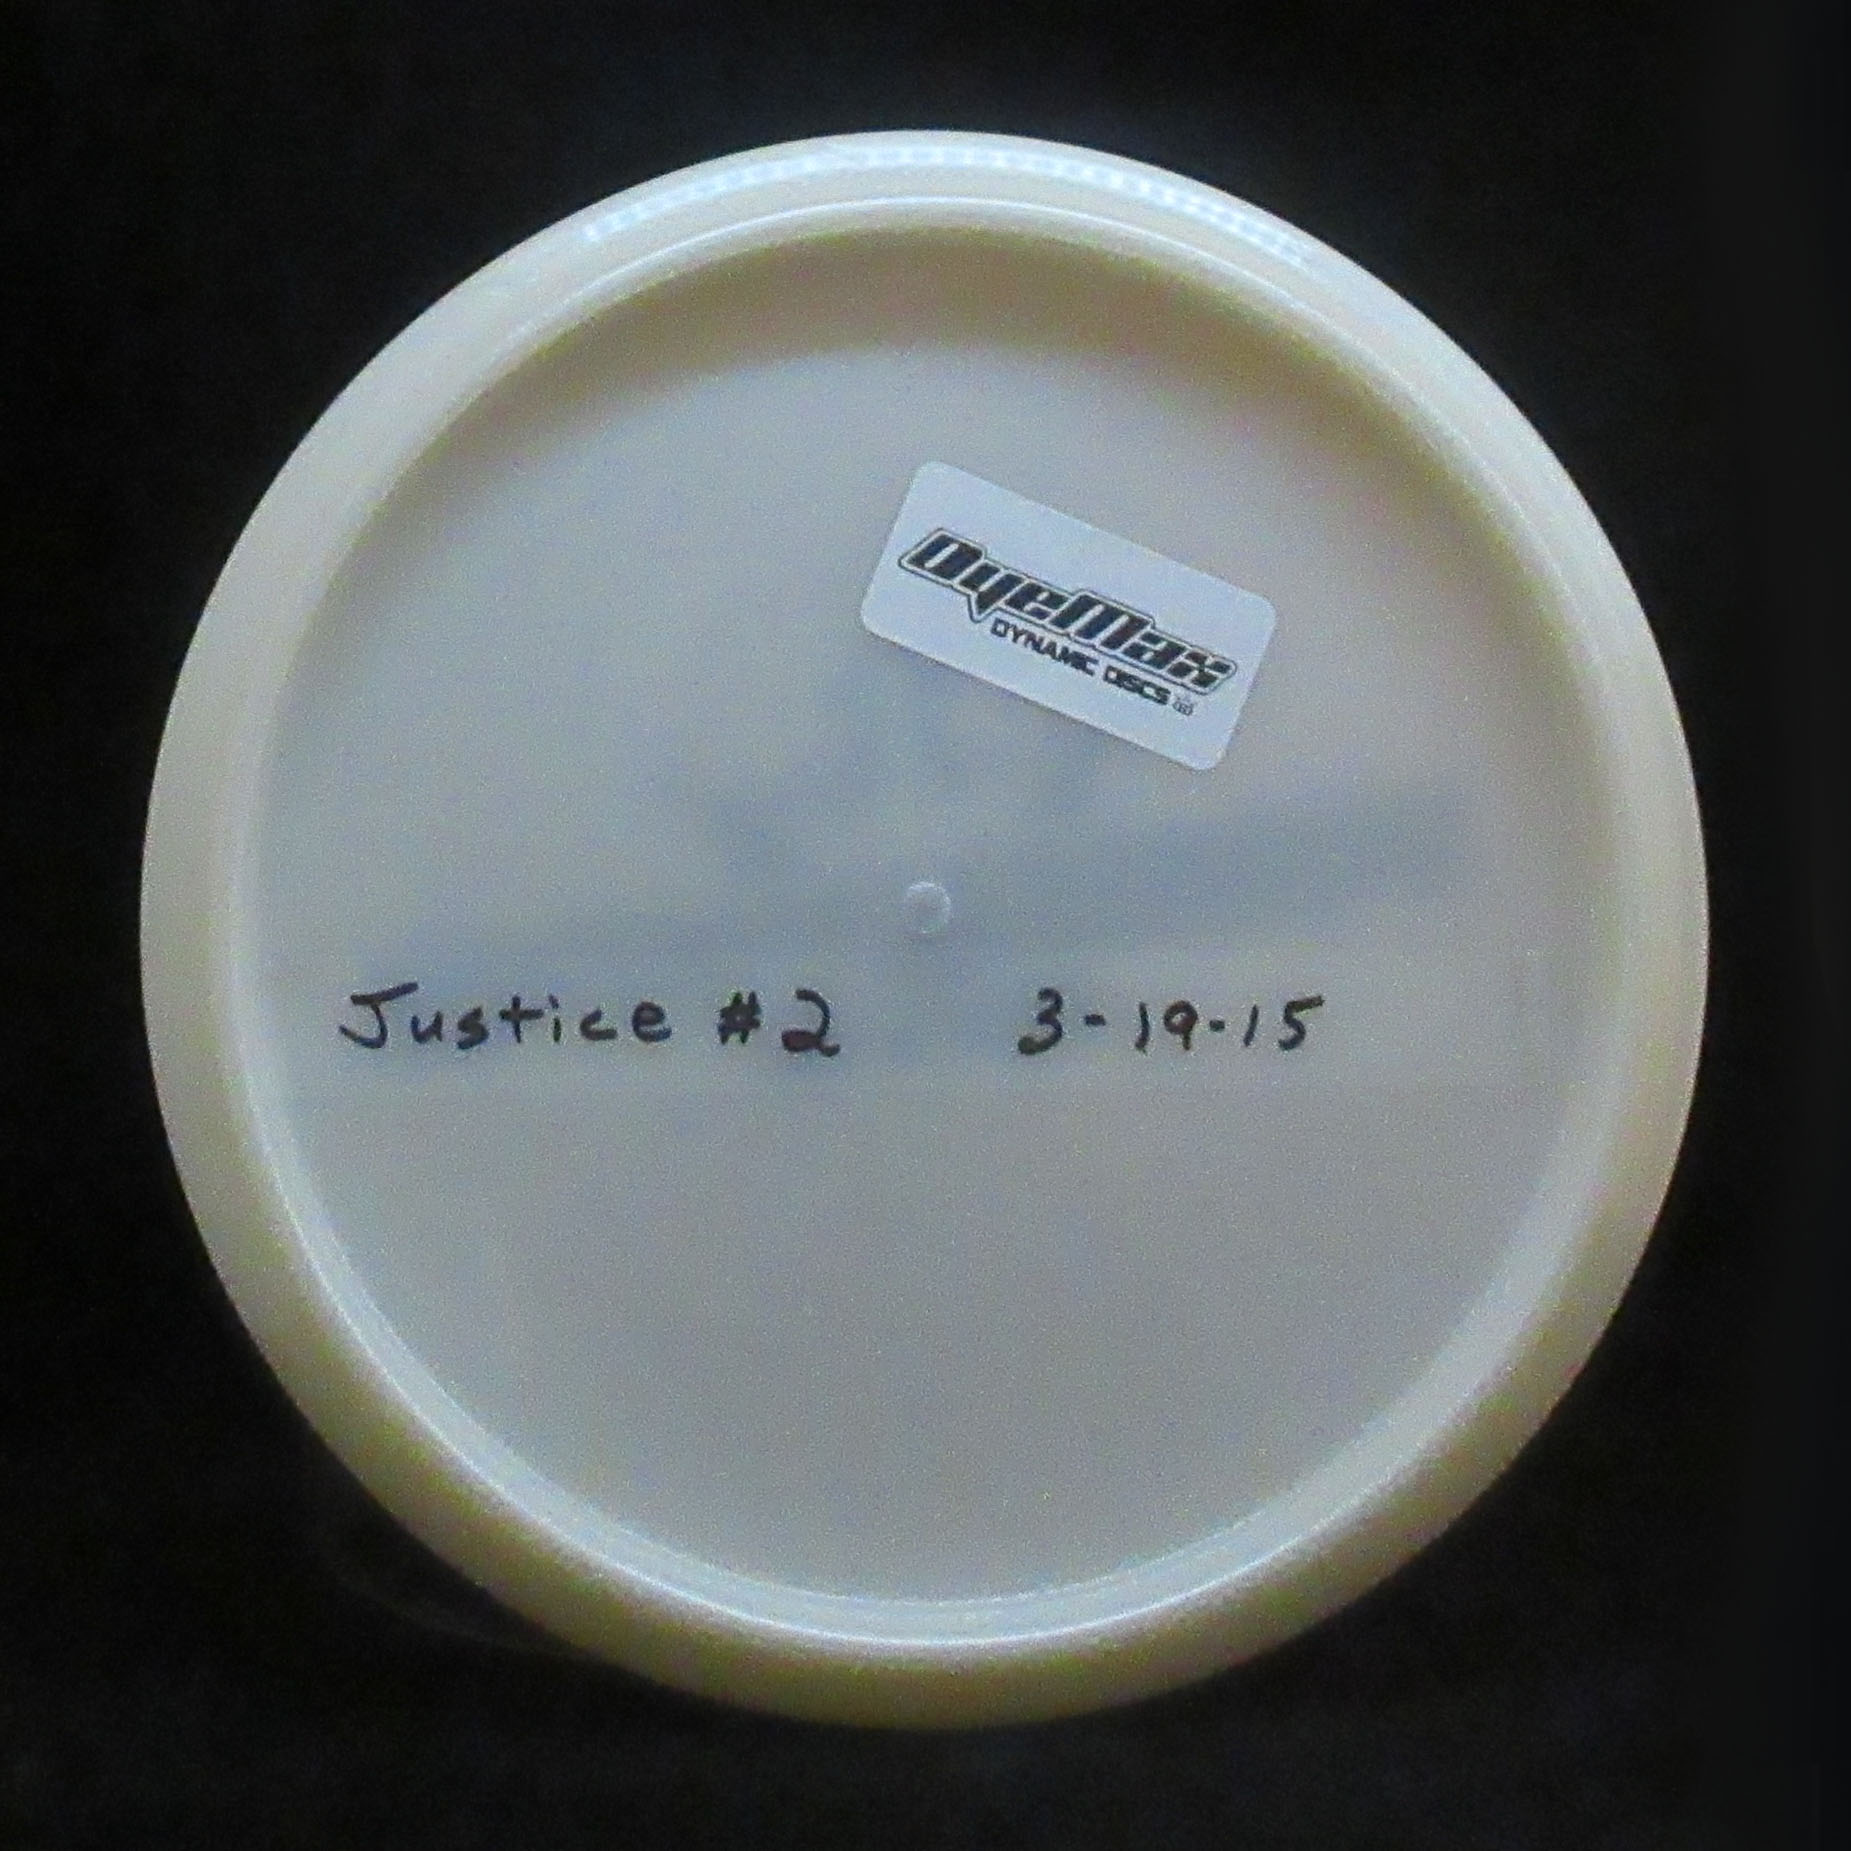 DyeMax
DYNAMIC DISCS
Justice #2 3-19-15